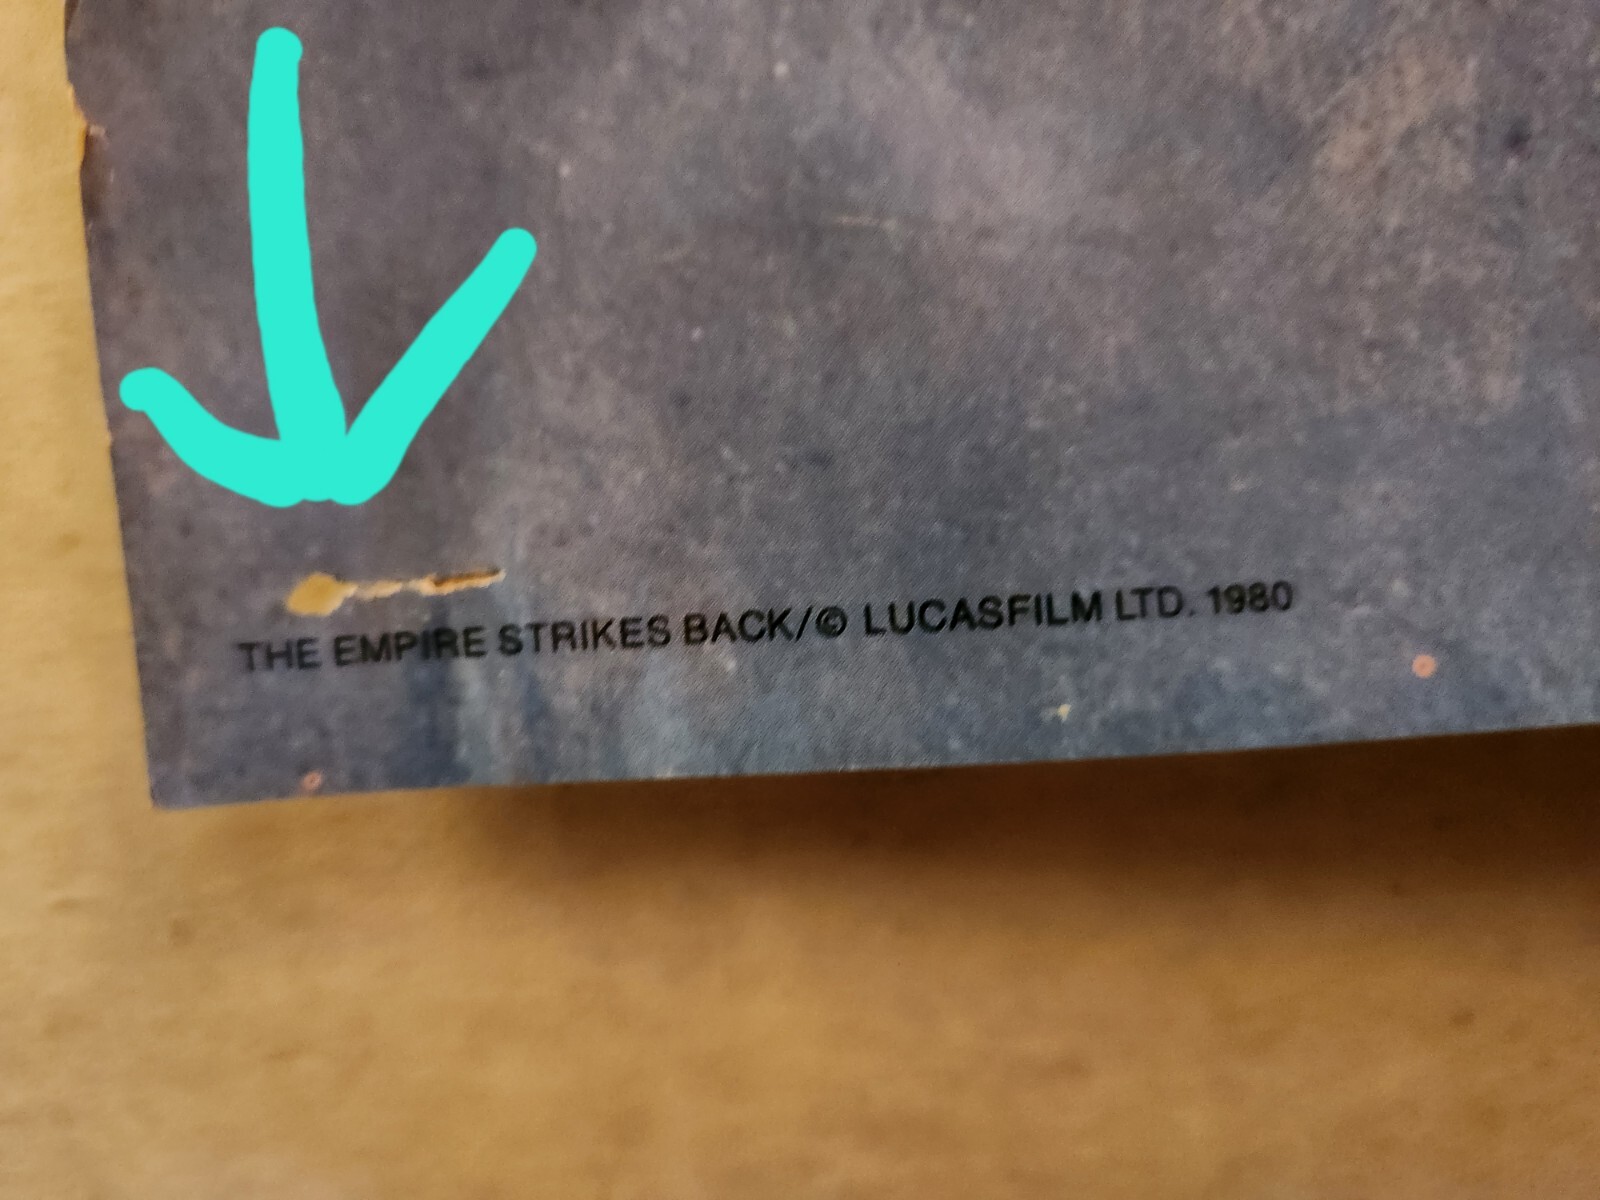 THE EMPIRE STRIKES BACK/© LUCASFILM LTD. 1980